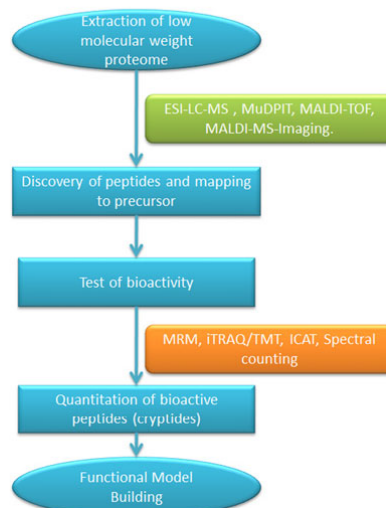 Extraction of low
molecular weight
proteome
ESI-LC-MS , MuDPIT, MALDI-TOF,
MALDI-MS-Imaging.
Discovery of peptides and mapping
to precursor
Test of bioactivity
MRM, iTRAQ/TMT, ICAT, Spectral
counting
Quantitation of bioactive
peptides (cryptides)
Functional Model
Building